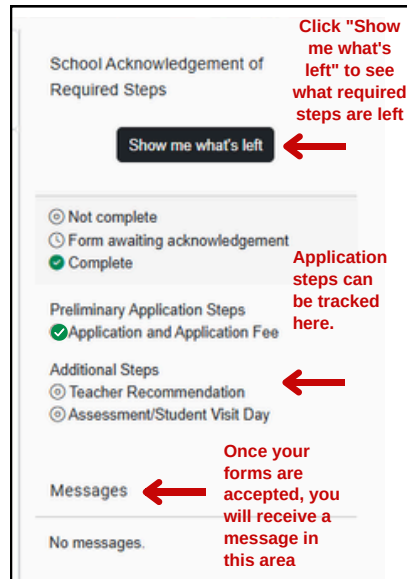 School Acknowledgement of
Required Steps
Show me what's left
Click "Show
me what's
left" to see
what required
steps are left
Not complete
Form awaiting acknowledgement
Complete
Application
steps can
be tracked
here.
Preliminary Application Steps
Application and Application Fee
Additional Steps
Teacher Recommendation
Assessment/Student Visit Day
Messages
Once your
forms are
accepted, you
will receive a
message in
this area
No messages.